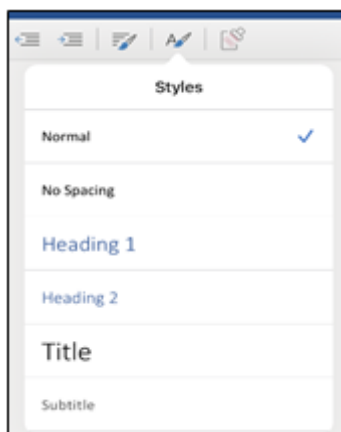 Styles
Normal
No Spacing
Heading 1
Heading 2
Title
Subtitle